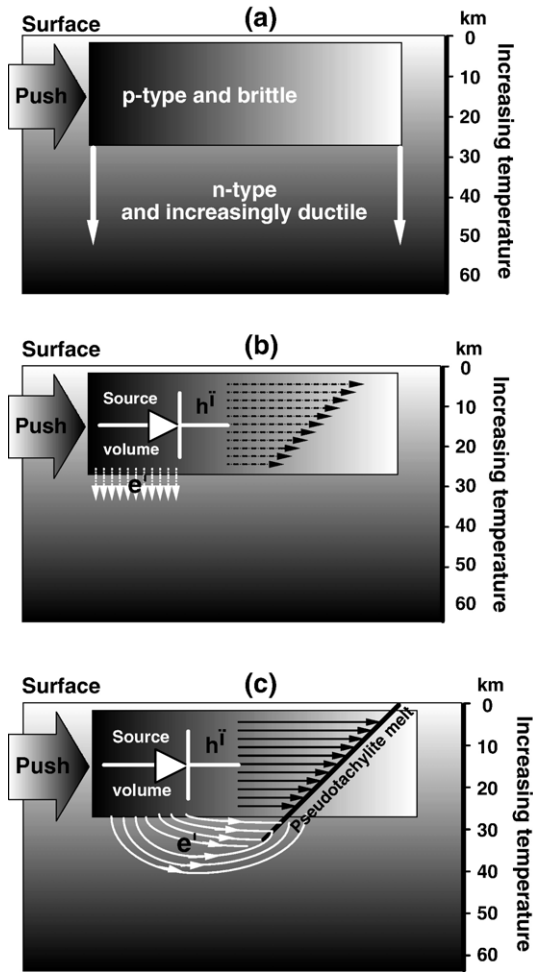 Surface
(a)
km
Push
p-type and brittle
n-type
and increasingly ductile
0
10
20
30
40
50
60
Increasing temperature
Surface
(b)
km
Push
Source
volume
hï
e'
0
10
20
30
40
50
60
Increasing temperature
Surface
(c)
km
Push
Source
volume
hï
e'
Pseudotachylite melt
0
10
20
30
40
50
60
Increasing temperature